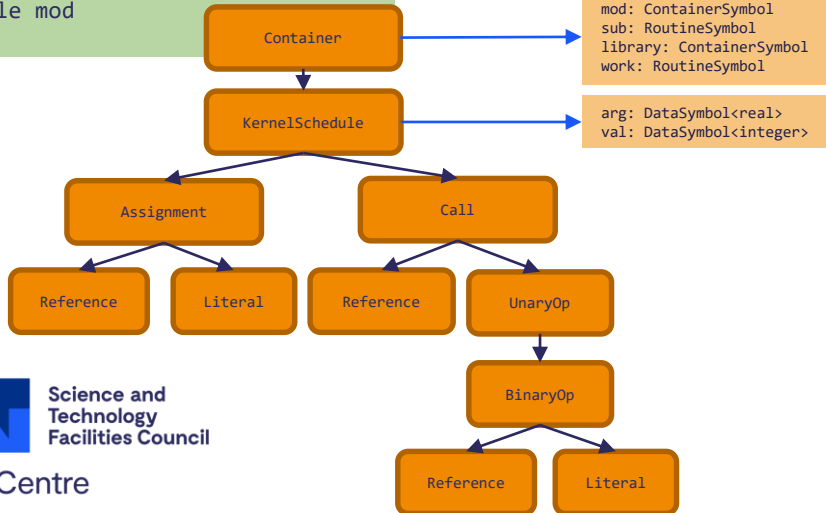 le mod
Container
mod: ContainerSymbol
sub: RoutineSymbol
library: ContainerSymbol
work: RoutineSymbol
KernelSchedule
arg: DataSymbol<real>
val: DataSymbol<integer>
Assignment
Call
Reference
Literal
Reference
UnaryOp
BinaryOp
Science and
Technology
Facilities Council
Centre
Reference
Literal